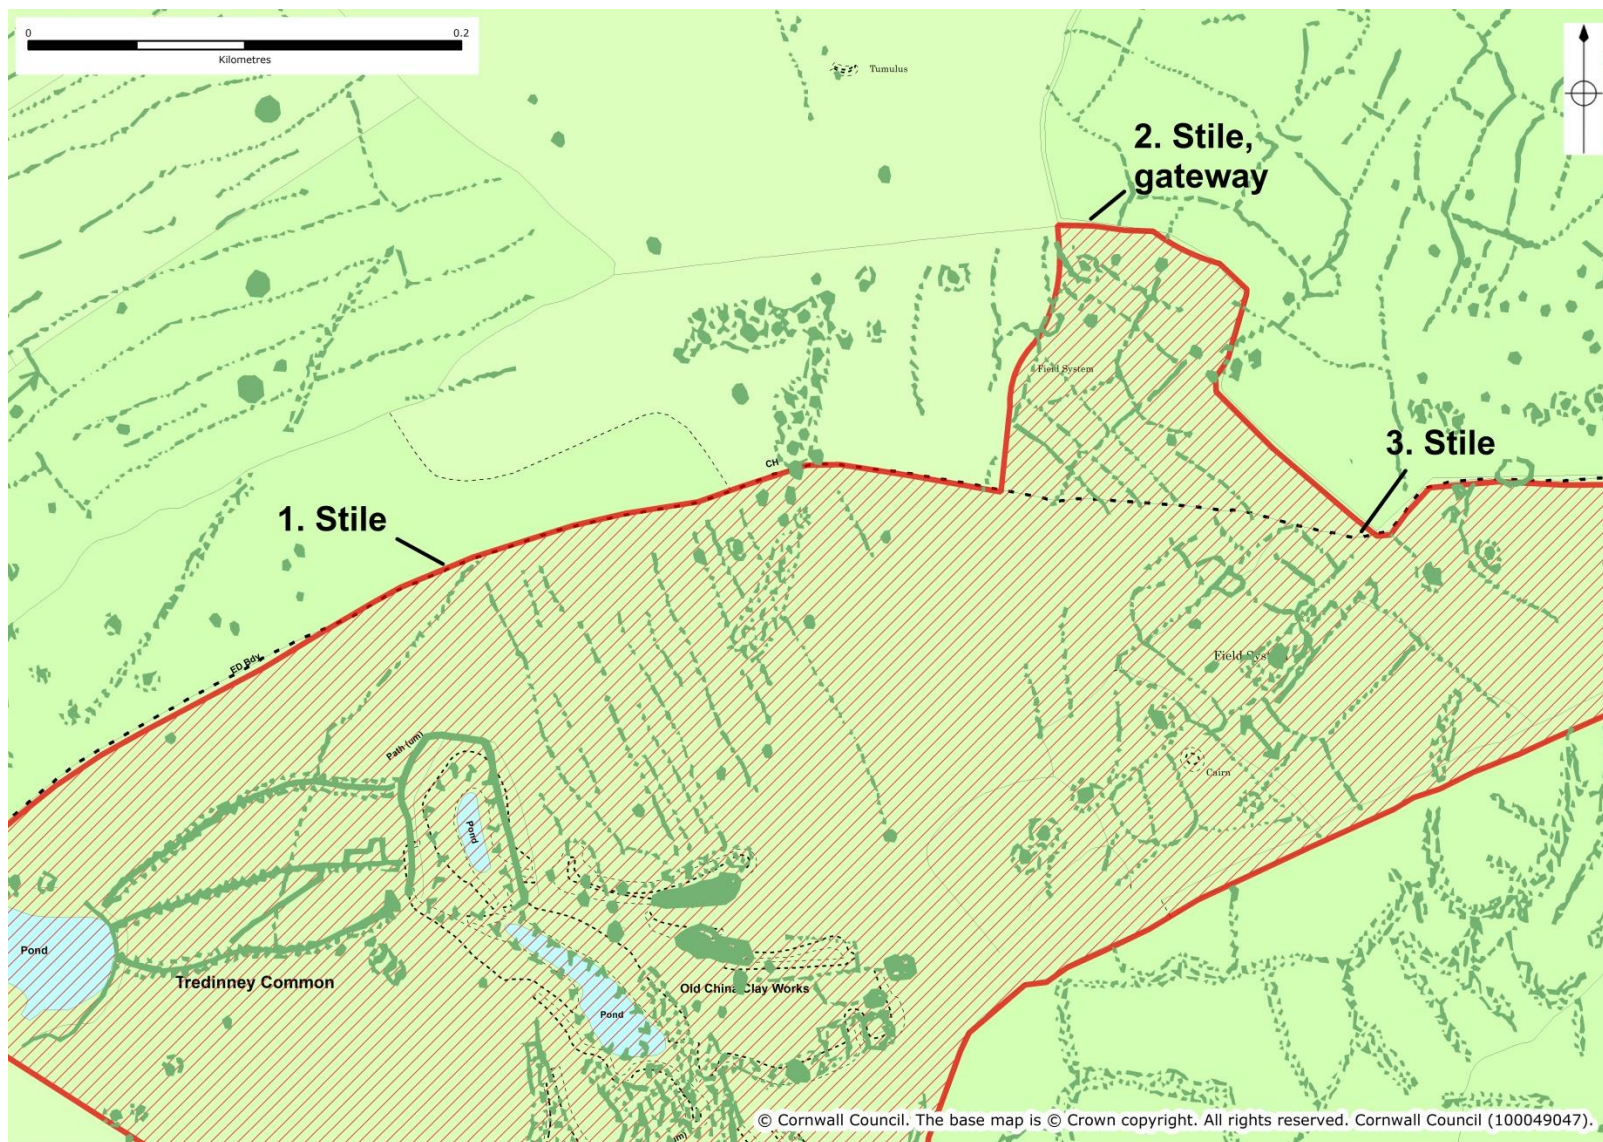 0
0.2
Kilometres
Tumulus
2. Stile,
gateway
Field System
3. Stile
CH
1. Stile
ED Bdy
Field Syst
Path (um)
Cairn
Pond
Pond
Tredinney Common
Old China Clay Works
Pond
um)
© Cornwall Council. The base map is © Crown copyright. All rights reserved. Cornwall Council (100049047).